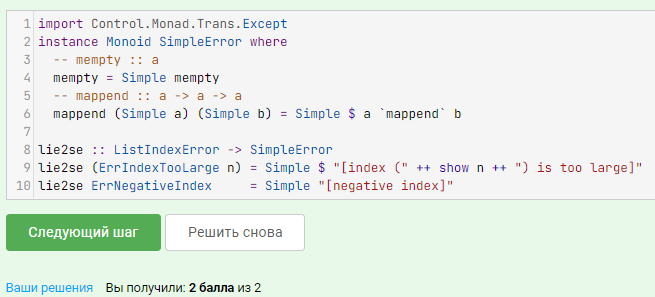 1 import Control.Monad.Trans.Except
2 instance Monoid SimpleError where
3   -- mempty :: a
4   mempty = Simple mempty
5   -- mappend :: a -> a -> a
6   mappend (Simple a) (Simple b) = Simple $ a `mappend` b
7
8 lie2se :: ListIndexError -> SimpleError
9 lie2se (ErrIndexTooLarge n) = Simple $ "[index (" ++ show n ++ ") is too large]"
10 lie2se ErrNegativeIndex     = Simple "[negative index]"
Следующий шаг Решить снова
Ваши решения Вы получили: 2 балла из 2